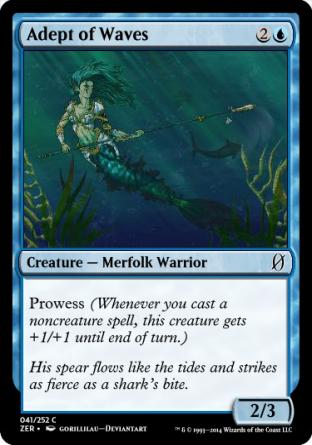 Adept of Waves 2
Creature — Merfolk Warrior
Prowess (Whenever you cast a
noncreature spell, this creature gets
+1/+1 until end of turn.)
His spear flows like the tides and strikes
as fierce as a shark's bite.
2/3
041/252 C
ZER • GORILLILAU—DEVIANTART
™ & © 1993–2014 Wizards of the Coast LLC